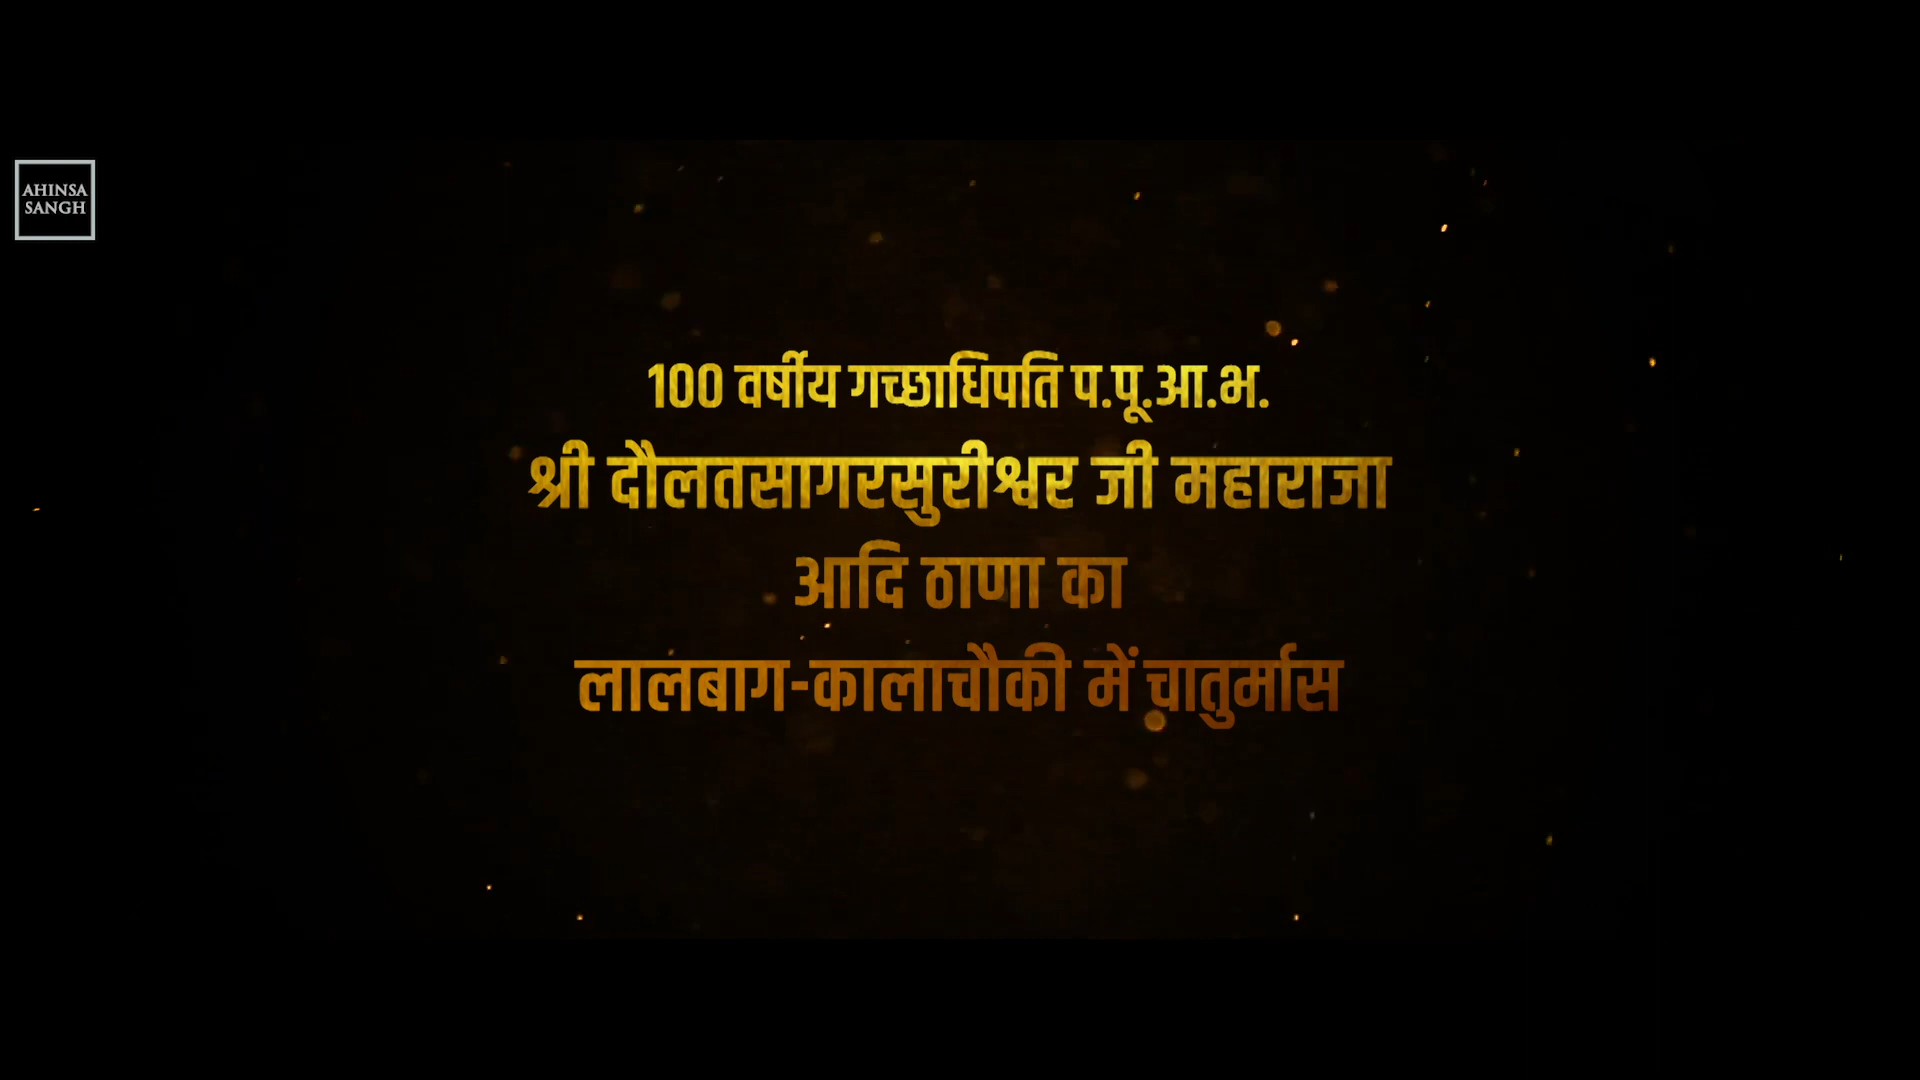 AHINSA
SANGH
100 वर्षीय गच्छाधिपति प.पू.आ.भ.
श्री दौलतसागरसुरीश्वर जी महाराजा
आदि ठाणा का
लालबाग-कालाचौकी में चातुर्मास